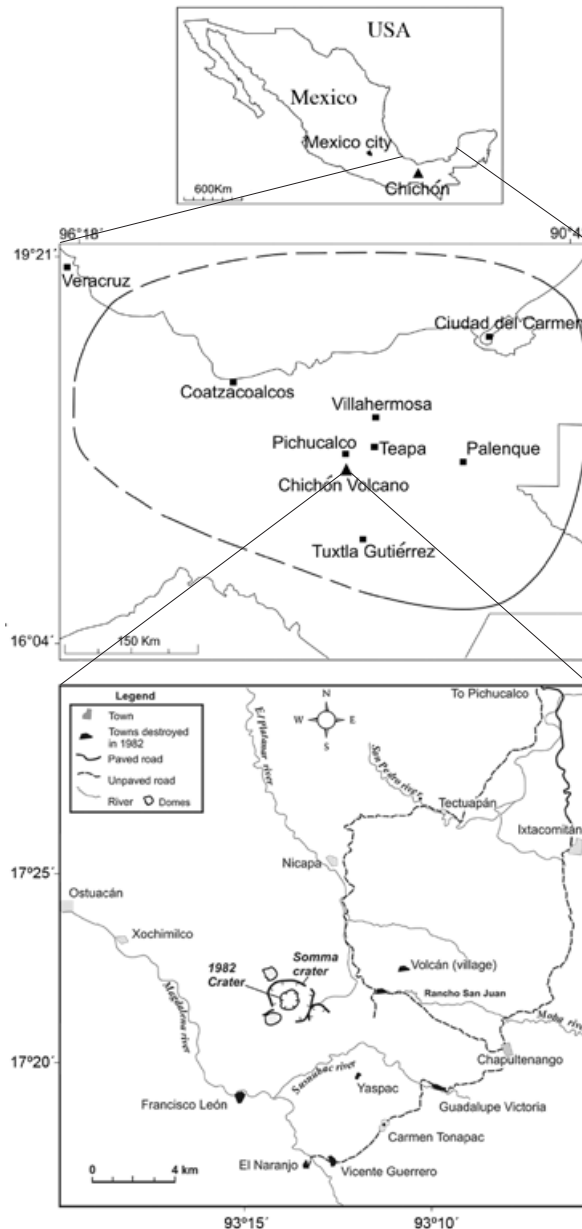 USA
Mexico
Mexico city
Chichón
600Km
96°18'
90°4
19°21'
Veracruz
Ciudad del Carmen
Coatzacoalcos
Villahermosa
Pichucalco
Teapa
Palenque
Chichón Volcano
Tuxtla Gutiérrez
16°04'
150 Km
Legend
Town
Towns destroyed
in 1982
Paved road
Unpaved road
River
Domes
N
W
E
S
To Pichucalco
El Platanar river
San Pedro river
Tectuapán
Ixtacomitán
17°25'
Nicapa
Ostuacán
Xochimilco
1982
Crater
Somma
crater
Volcán (village)
Rancho San Juan
Magdalena river
Chapultenango
17°20'
Susnubac river
Yaspac
Francisco León
Guadalupe Victoria
Carmen Tonapac
El Naranjo
Vicente Guerrero
0
4 km
93°15'
93°10'